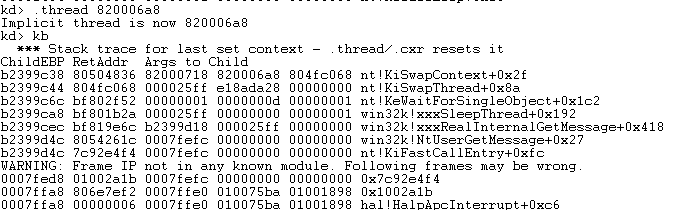 kd> .thread 820006a8
Implicit thread is now 820006a8
kd> kb
*** Stack trace for last set context - .thread/.cxr resets it
ChildEBP RetAddr Args to Child
b2399c38 80504836 82000718 820006a8 804fc068 nt!KiSwapContext+0x2f
b2399c44 804fc068 000025ff e18ada28 00000000 nt!KiSwapThread+0x8a
b2399c6c bf802f52 00000001 0000000d 00000001 nt!KeWaitForSingleObject+0x1c2
b2399ca8 bf801b2a 000025ff 00000000 00000001 win32k!xxxSleepThread+0x192
b2399cec bf819e6c b2399d18 000025ff 00000000 win32k!xxxRealInternalGetMessage+0x418
b2399d4c 8054261c 0007fefc 00000000 00000000 win32k!NtUserGetMessage+0x27
b2399d4c 7c92e4f4 0007fefc 00000000 00000000 nt!KiFastCallEntry+0xfc
WARNING: Frame IP not in any known module. Following frames may be wrong.
0007fed8 01002a1b 0007fefc 00000000 00000000 0x7c92e4f4
0007ffa8 806e7ef2 0007ffe0 010075ba 01001898 0x1002a1b
0007ffa8 00000006 0007ffe0 010075ba 01001898 hal!HalpApcInterrupt+0xc6